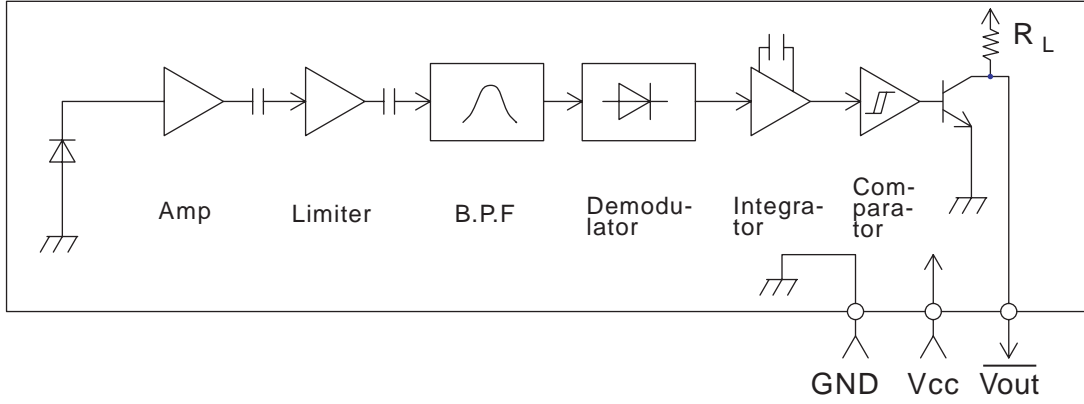 R L
Amp
Limiter
B.P.F
Demodu-
lator
Integra-
tor
Com-
para-
tor
GND
Vcc
Vout